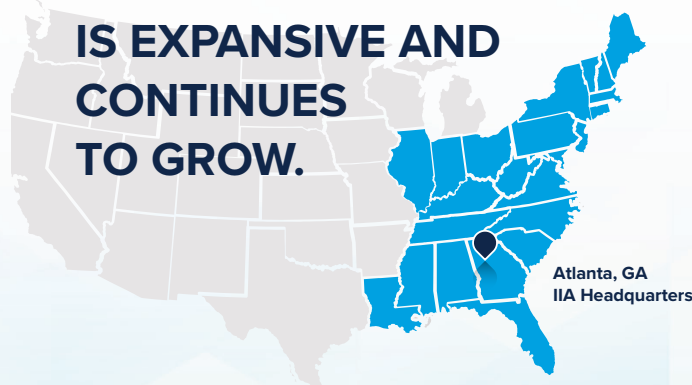 IS EXPANSIVE AND
CONTINUES
TO GROW.
Atlanta, GA
IIA Headquarters